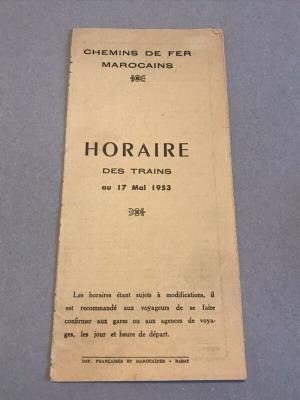 CHEMINS DE FER
MAROCAINS
HORAIRE
DES TRAINS
au 17 Mai 1953
Les horaires étant sujets à modifications, il
est recommandé aux voyageurs de se faire
confirmer aux gares ou aux agences de voya-
ges, les jour et heure de départ.
IMP. FRANÇAISES ET MAROCAINES - RABAT